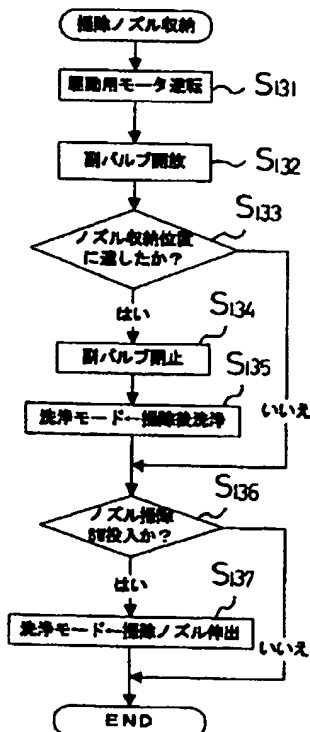 掃除ノズル収納
駆動用モータ逆転
S131
副バルブ開放
S132
ノズル収納位置
に達したか?
S133
はい
いいえ
副バルブ閉止
S134
洗浄モード←掃除後洗浄
S135
ノズル掃除
SW投入か?
S136
はい
いいえ
洗浄モード←掃除ノズル伸出
S137
END